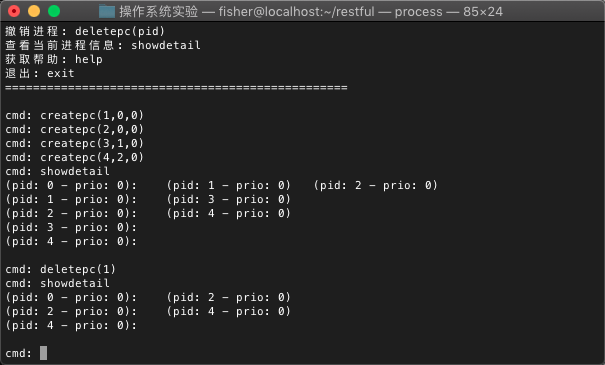 操作系统实验 — fisher@localhost:~/restful — process — 85×24
撤销进程: deletepc(pid)
查看当前进程信息: showdetail
获取帮助: help
退出: exit
=================================================
cmd: createpc(1,0,0)
cmd: createpc(2,0,0)
cmd: createpc(3,1,0)
cmd: createpc(4,2,0)
cmd: showdetail
(pid: 0 - prio: 0):    (pid: 1 - prio: 0)   (pid: 2 - prio: 0)
(pid: 1 - prio: 0):    (pid: 3 - prio: 0)
(pid: 2 - prio: 0):    (pid: 4 - prio: 0)
(pid: 3 - prio: 0):
(pid: 4 - prio: 0):
cmd: deletepc(1)
cmd: showdetail
(pid: 0 - prio: 0):    (pid: 2 - prio: 0)
(pid: 2 - prio: 0):    (pid: 4 - prio: 0)
(pid: 4 - prio: 0):
cmd: